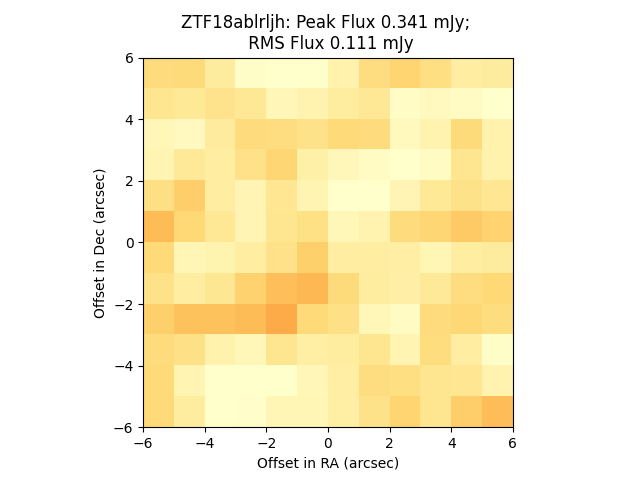 ZTF18ablrljh: Peak Flux 0.341 mJy;
RMS Flux 0.111 mJy
6
4
2
0
−2
−4
−6
Offset in Dec (arcsec)
−6 −4 −2 0 2 4 6
Offset in RA (arcsec)